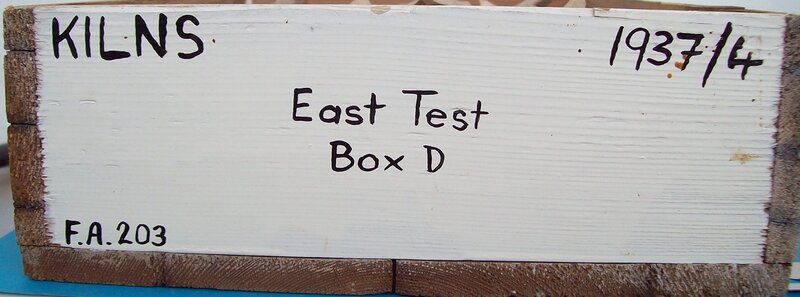 KILNS
1937/4
East Test
Box D
F.A.203